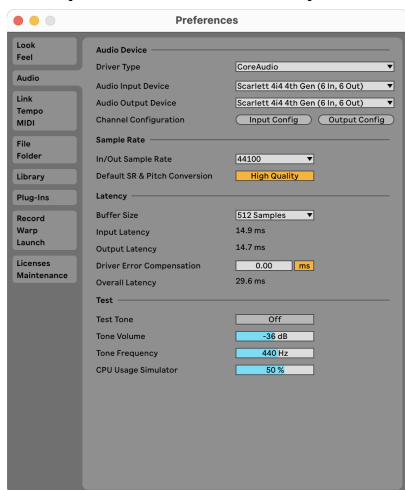 Preferences
Look
Feel
Audio
Link
Tempo
MIDI
File
Folder
Library
Plug-Ins
Record
Warp
Launch
Licenses
Maintenance
Audio Device
Driver Type CoreAudio
Audio Input Device Scarlett 4i4 4th Gen (6 In, 6 Out)
Audio Output Device Scarlett 4i4 4th Gen (6 In, 6 Out)
Channel Configuration Input Config Output Config
Sample Rate
In/Out Sample Rate 44100
Default SR & Pitch Conversion High Quality
Latency
Buffer Size 512 Samples
Input Latency 14.9 ms
Output Latency 14.7 ms
Driver Error Compensation 0.00 ms
Overall Latency 29.6 ms
Test
Test Tone Off
Tone Volume -36 dB
Tone Frequency 440 Hz
CPU Usage Simulator 50 %